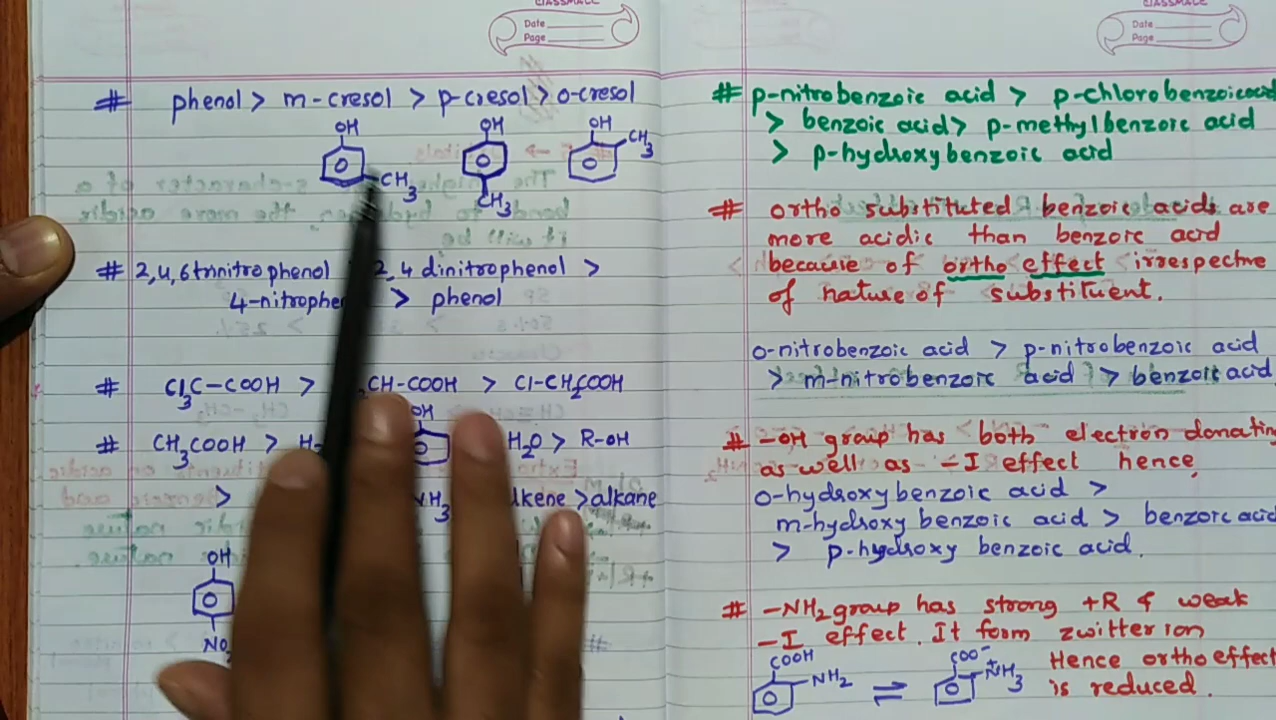 CLASSMATE
Date
Page
# phenol > m-cresol > p-cresol > o-cresol
OH
OH
OH
CH3
CH3
CH3
# 2,4,6 trinitrophenol 2,4 dinitrophenol >
4-nitrophe > phenol
# Cl3C-COOH > CH-COOH > Cl-CH2COOH
OH
# CH3COOH > H2O > R-OH
> NH3 lkene > alkane
OH
NO2
CLASSMATE
Date
Page
# p-nitrobenzoic acid > p-chlorobenzoic acid
> benzoic acid > p-methylbenzoic acid
> p-hydroxybenzoic acid
# ortho substituted benzoic acids are
more acidic than benzoic acid
because of ortho effect irrespective
of nature of substituent.
o-nitrobenzoic acid > p-nitrobenzoic acid
> m-nitrobenzoic acid > benzoic acid
# -OH group has both electron donating
as well as -I effect hence,
o-hydroxybenzoic acid >
m-hydroxy benzoic acid > benzoic acid
> p-hydroxy benzoic acid.
# -NH2 group has strong +R & weak
-I effect. It form zwitter ion
COOH
NH2
⇌
COO-
+NH3
Hence ortho effect
is reduced.